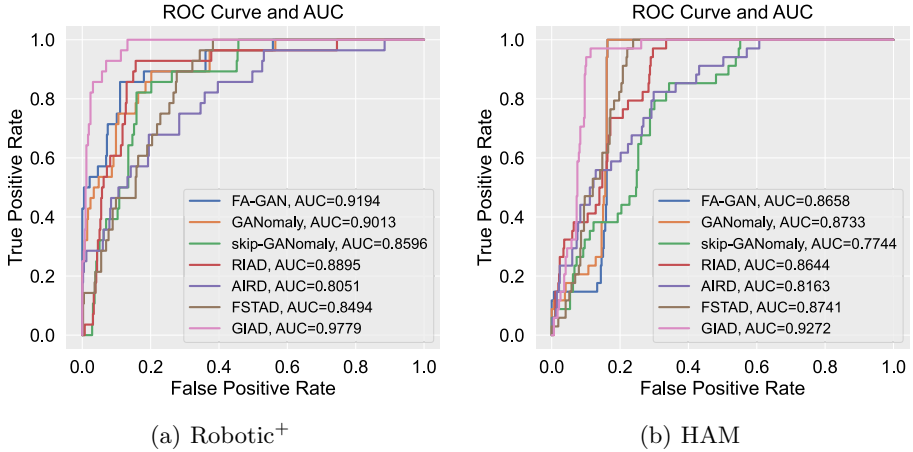 ROC Curve and AUC
True Positive Rate
1.0
0.8
0.6
0.4
0.2
0.0
FA-GAN, AUC=0.9194
GANomaly, AUC=0.9013
skip-GANomaly, AUC=0.8596
RIAD, AUC=0.8895
AIRD, AUC=0.8051
FSTAD, AUC=0.8494
GIAD, AUC=0.9779
0.0 0.2 0.4 0.6 0.8 1.0
False Positive Rate
(a) Robotic⁺
ROC Curve and AUC
True Positive Rate
1.0
0.8
0.6
0.4
0.2
0.0
FA-GAN, AUC=0.8658
GANomaly, AUC=0.8733
skip-GANomaly, AUC=0.7744
RIAD, AUC=0.8644
AIRD, AUC=0.8163
FSTAD, AUC=0.8741
GIAD, AUC=0.9272
0.0 0.2 0.4 0.6 0.8 1.0
False Positive Rate
(b) HAM